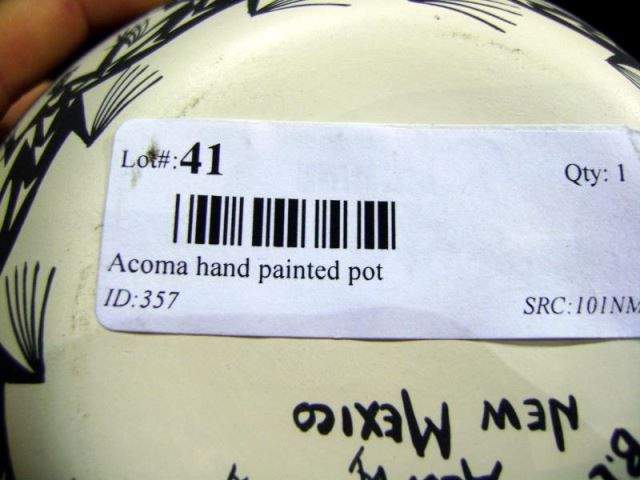 Lot#:41
Qty: 1
Acoma hand painted pot
ID:357
SRC:101NM
NEW MEXICO